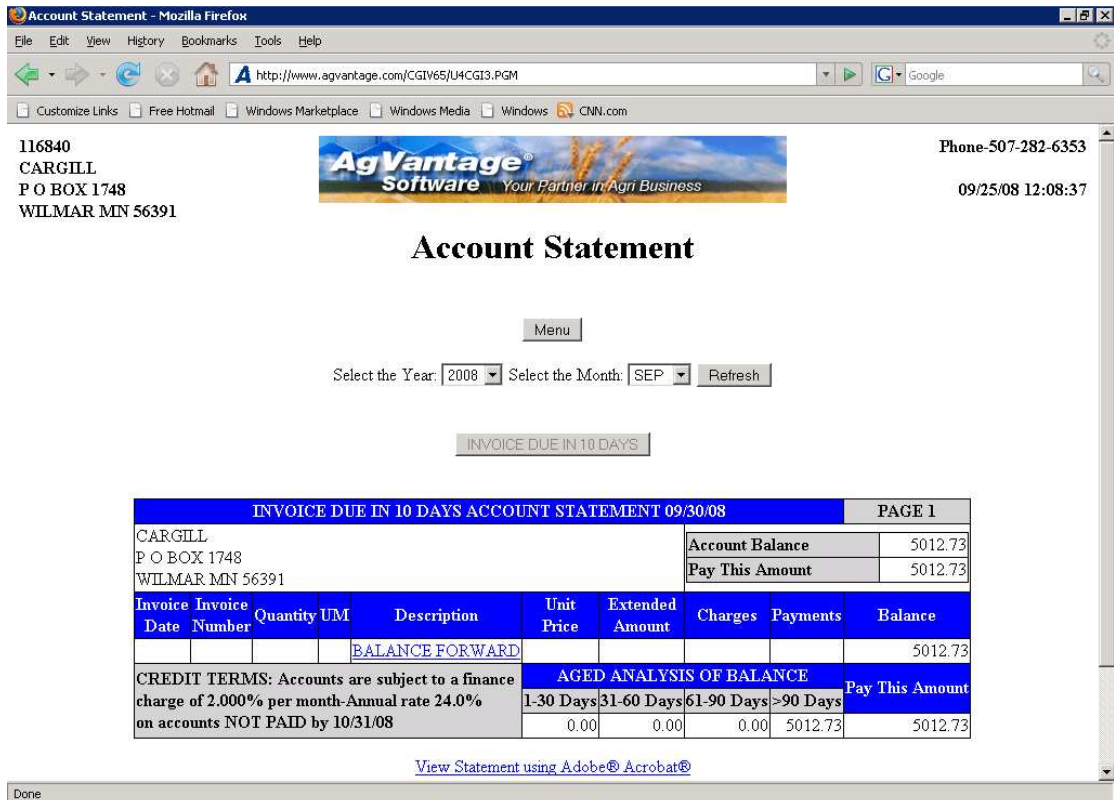 Account Statement - Mozilla Firefox
File Edit View History Bookmarks Tools Help
http://www.agvantage.com/CGIV65/U4CGI3.PGM
G Google
Customize Links Free Hotmail Windows Marketplace Windows Media Windows CNN.com
116840
CARGILL
P O BOX 1748
WILMAR MN 56391
AgVantage®
Software Your Partner in Agri Business
Phone-507-282-6353
09/25/08 12:08:37
Account Statement
Menu
Select the Year: 2008 Select the Month: SEP Refresh
INVOICE DUE IN 10 DAYS
INVOICE DUE IN 10 DAYS ACCOUNT STATEMENT 09/30/08 PAGE 1
CARGILL
P O BOX 1748
WILMAR MN 56391
Account Balance 5012.73
Pay This Amount 5012.73
Invoice Date Invoice Number Quantity UM Description Unit Price Extended Amount Charges Payments Balance
BALANCE FORWARD 5012.73
CREDIT TERMS: Accounts are subject to a finance
charge of 2.000% per month-Annual rate 24.0%
on accounts NOT PAID by 10/31/08
AGED ANALYSIS OF BALANCE Pay This Amount
1-30 Days 31-60 Days 61-90 Days >90 Days
0.00 0.00 0.00 5012.73 5012.73
View Statement using Adobe® Acrobat®
Done